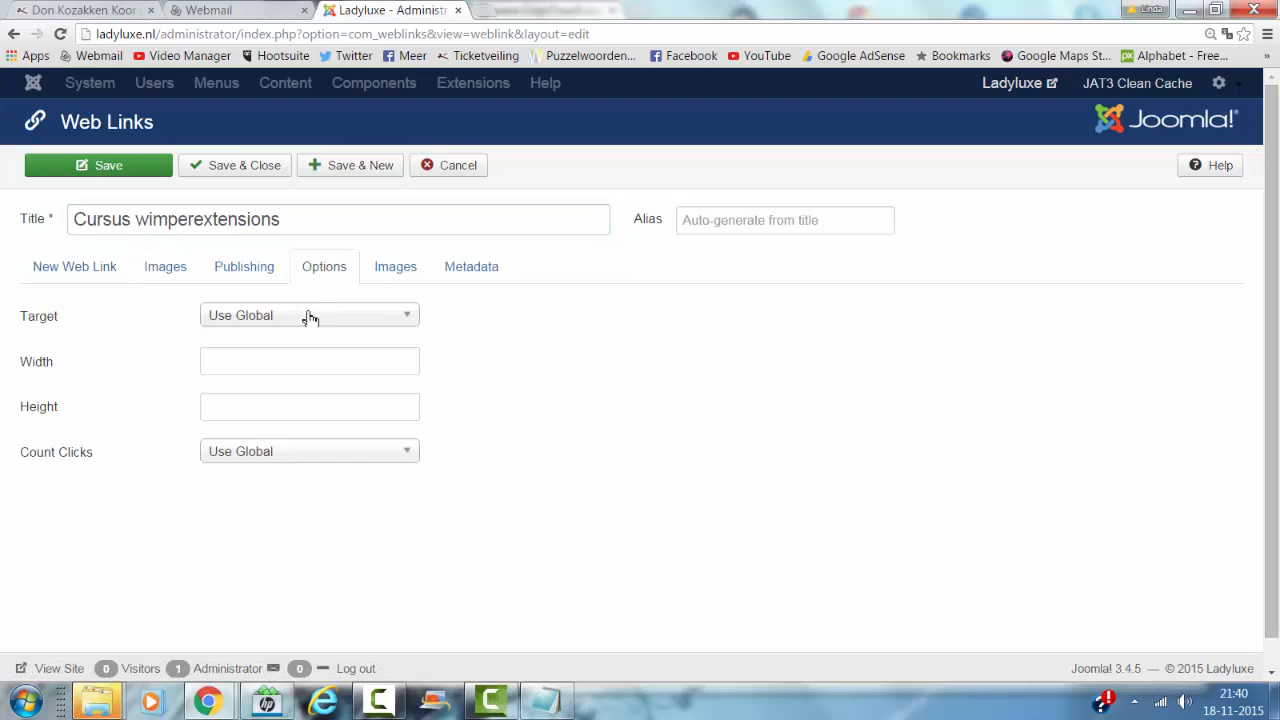 Don Kozakken Koor
Webmail
Ladyluxe - Administr
Linda
ladyluxe.nl/administrator/index.php?option=com_weblinks&view=weblink&layout=edit
Apps Webmail Video Manager Hootsuite Twitter Meer Ticketveiling Puzzelwoorden... Facebook YouTube Google AdSense Bookmarks Google Maps St... Alphabet - Free... »
System Users Menus Content Components Extensions Help Ladyluxe JAT3 Clean Cache
Web Links Joomla!
Save Save & Close Save & New Cancel Help
Title * Cursus wimperextensions Alias Auto-generate from title
New Web Link Images Publishing Options Images Metadata
Target Use Global
Width
Height
Count Clicks Use Global
View Site 0 Visitors 1 Administrator 0 Log out Joomla! 3.4.5 — © 2015 Ladyluxe
21:40
18-11-2015